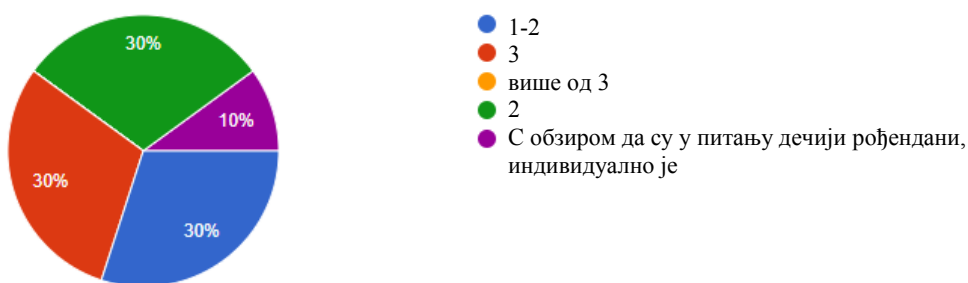 30%
10%
30%
30%
1-2
3
више од 3
2
С обзиром да су у питању дечији рођендани,
индивидуално је